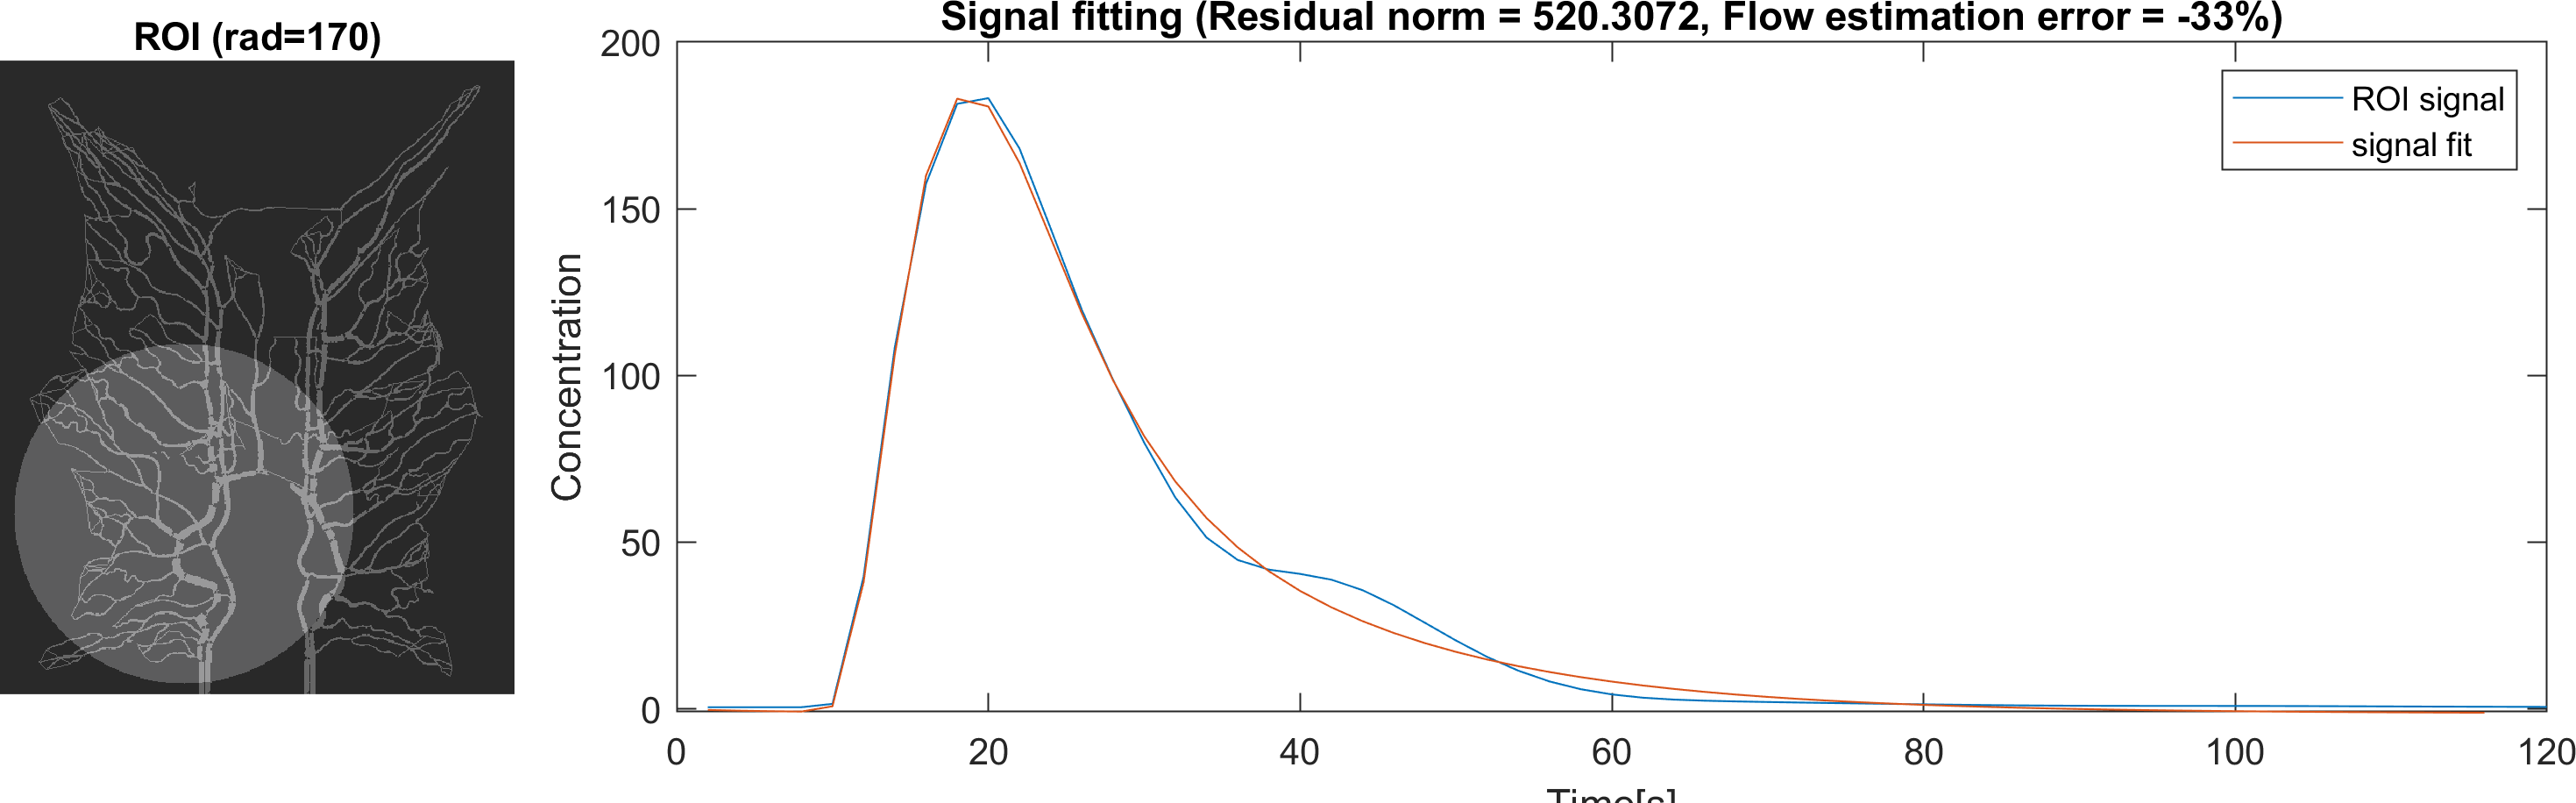 ROI (rad=170)
Signal fitting (Residual norm = 520.3072, Flow estimation error = -33%)
200
150
100
50
0
Concentration
ROI signal
signal fit
0 20 40 60 80 100 120
Time[s]